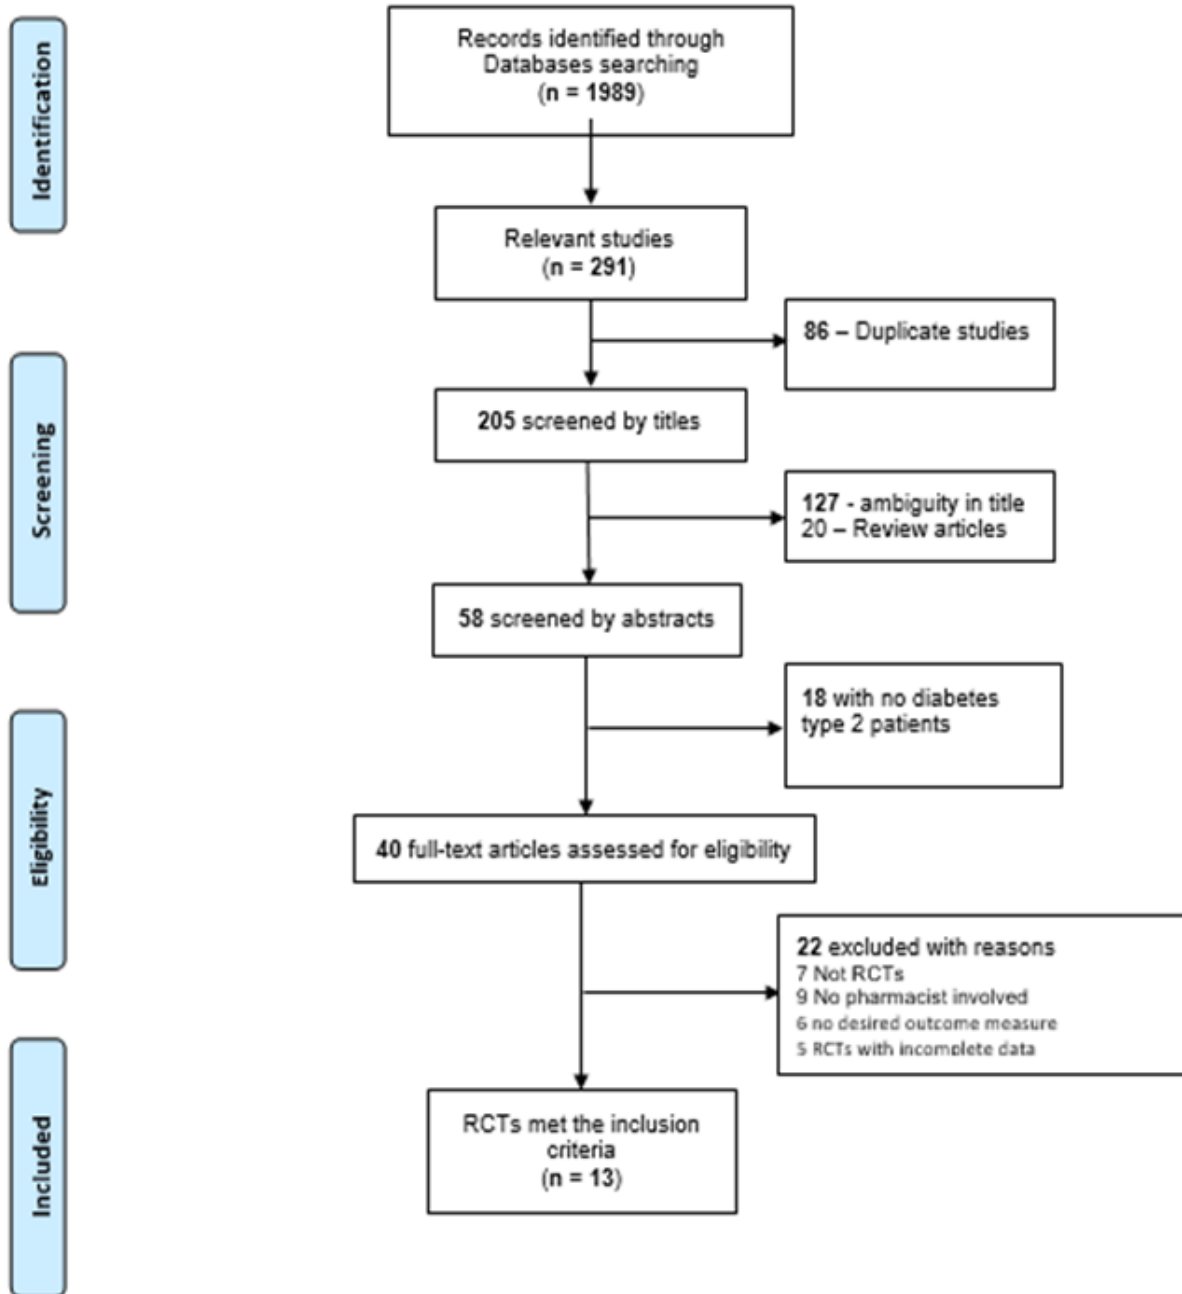 Identification
Records identified through
Databases searching
(n = 1989)
Relevant studies
(n = 291)
86 – Duplicate studies
Screening
205 screened by titles
127 - ambiguity in title
20 – Review articles
58 screened by abstracts
18 with no diabetes
type 2 patients
Eligibility
40 full-text articles assessed for eligibility
22 excluded with reasons
7 Not RCTs
9 No pharmacist involved
6 no desired outcome measure
5 RCTs with incomplete data
Included
RCTs met the inclusion
criteria
(n = 13)